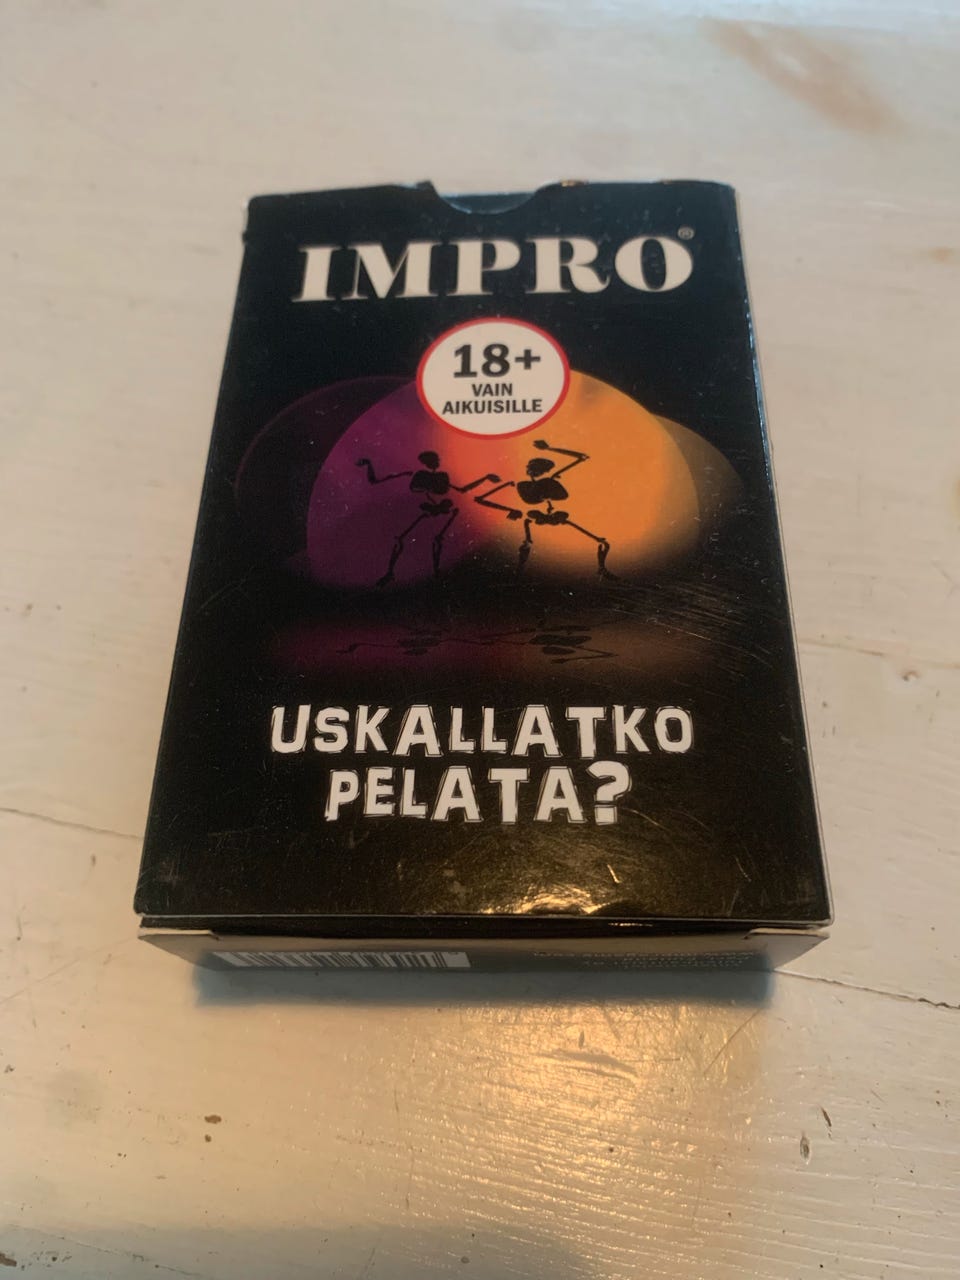 IMPRO®
18+
VAIN
AIKUISILLE
USKALLATKO
PELATA?